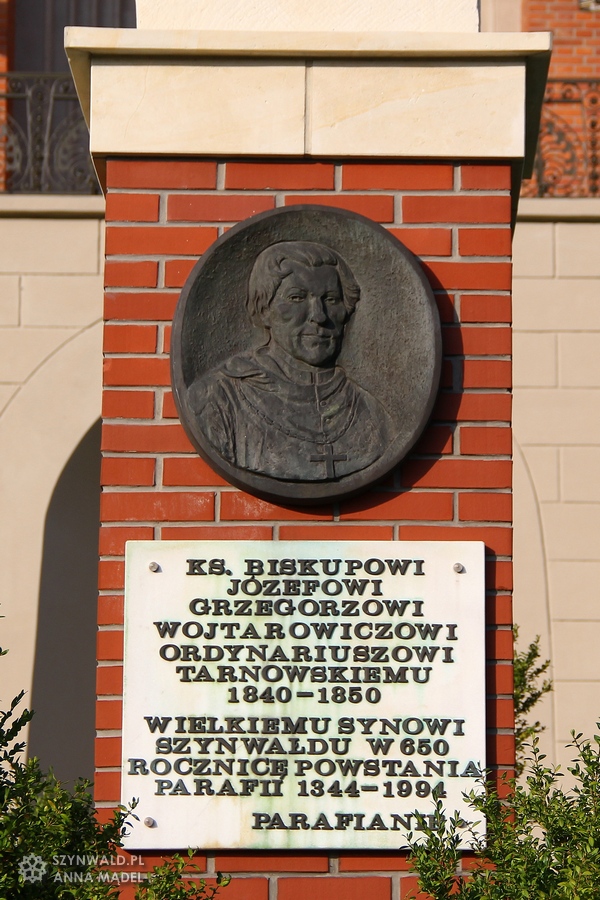 KS. BISKUPOWI
JÓZEFOWI
GRZEGORZOWI
WOJTAROWICZOWI
ORDYNARIUSZOWI
TARNOWSKIEMU
1840-1850
WIELKIEMU SYNOWI
SZYNWAŁDU W 650
ROCZNICĘ POWSTANIA
PARAFII 1344-1994
PARAFIANIE
SZYNWALD.PL
ANNA MĄDEL